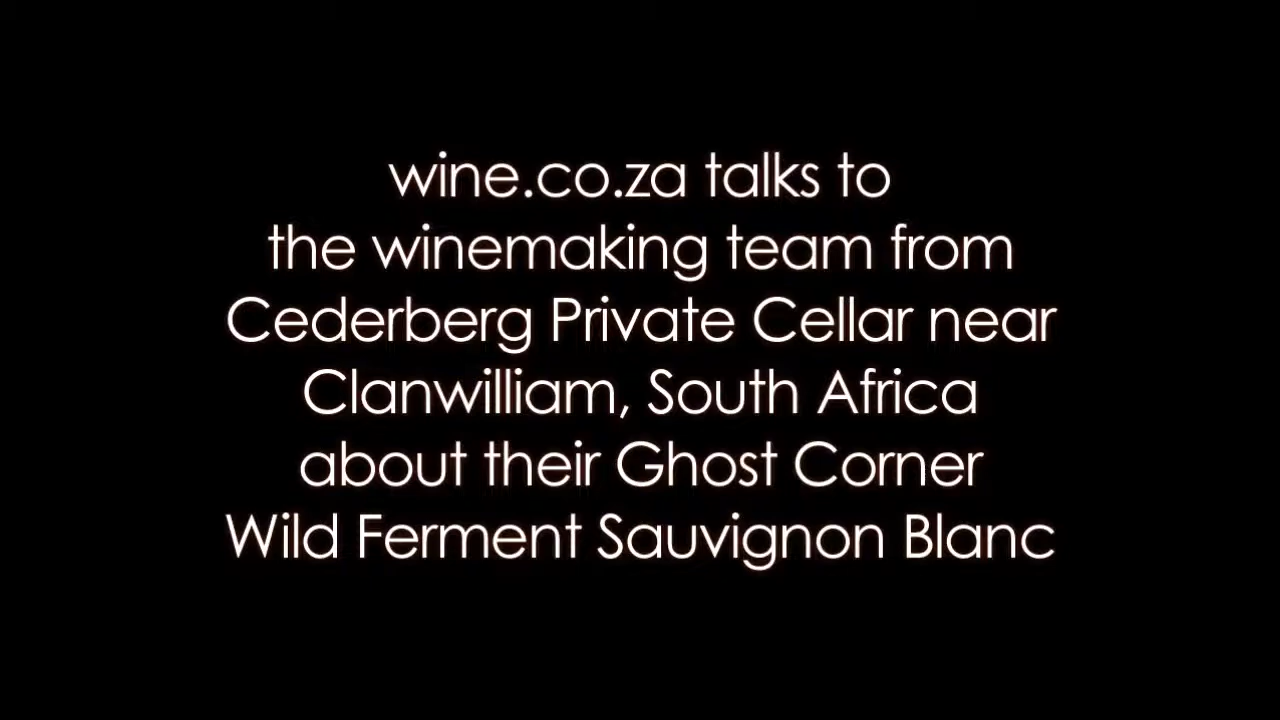 wine.co.za talks to
the winemaking team from
Cederberg Private Cellar near
Clanwilliam, South Africa
about their Ghost Corner
Wild Ferment Sauvignon Blanc